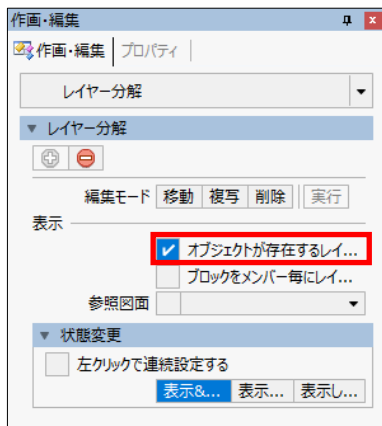 作画・編集
作画・編集 プロパティ
レイヤー分解
レイヤー分解
編集モード 移動 複写 削除 実行
表示
オブジェクトが存在するレイ...
ブロックをメンバー毎にレイ...
参照図面
状態変更
左クリックで連続設定する
表示&... 表示... 表示し...